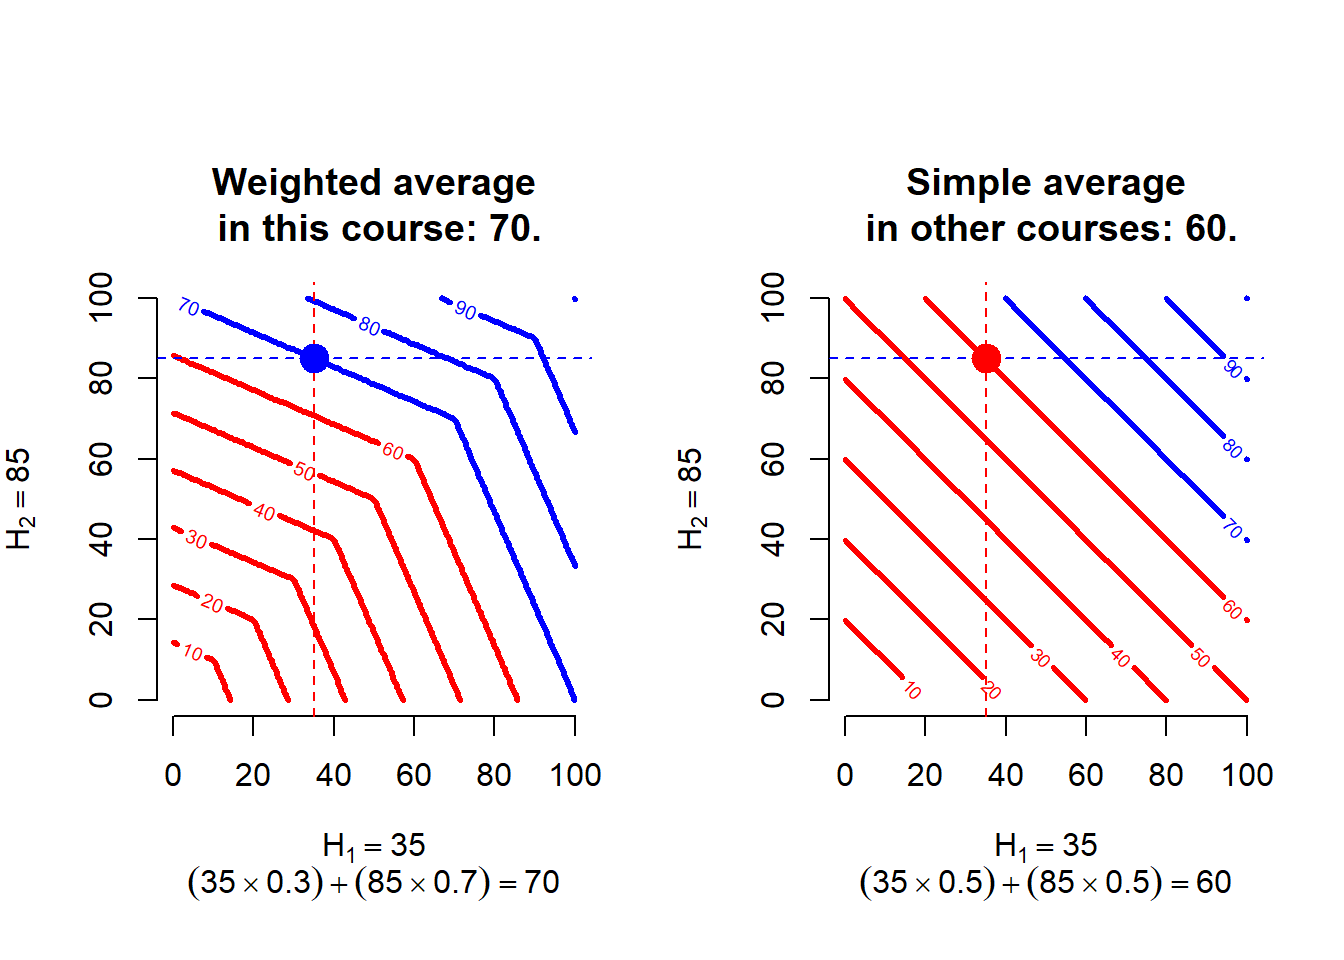 Weighted average
in this course: 70.
100
80
60
40
20
0
H₂ = 85
70
80
90
60
50
40
30
20
10
0 20 40 60 80 100
H₁ = 35
(35 × 0.3) + (85 × 0.7) = 70
Simple average
in other courses: 60.
100
80
60
40
20
0
H₂ = 85
90
80
70
60
50
40
30
20
10
0 20 40 60 80 100
H₁ = 35
(35 × 0.5) + (85 × 0.5) = 60